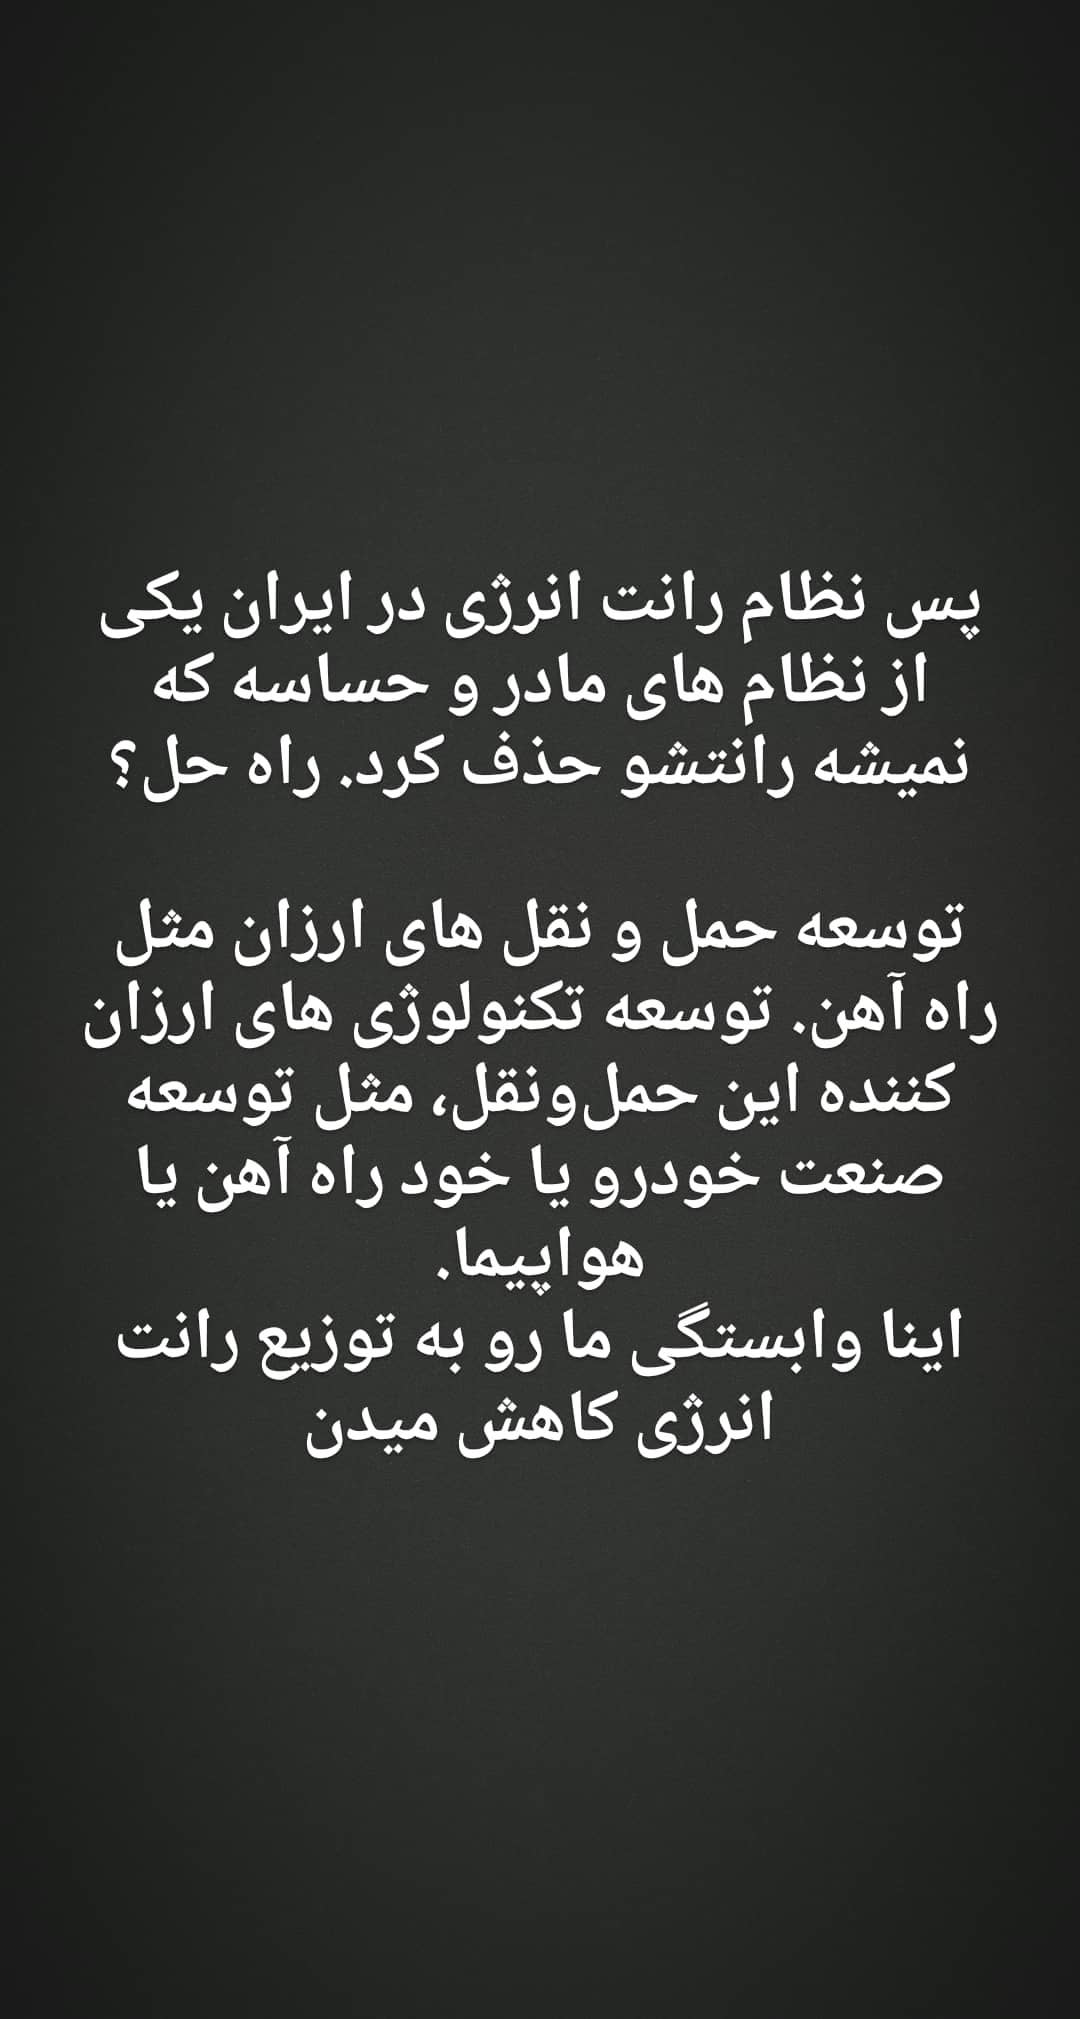 پس نظام رانت انرژی در ایران یکی
از نظام های مادر و حساسه که
نمیشه رانتشو حذف کرد. راه حل؟
توسعه حمل و نقل های ارزان مثل
راه آهن. توسعه تکنولوژی های ارزان
کننده این حمل‌ونقل، مثل توسعه
صنعت خودرو یا خود راه آهن یا
هواپیما.
اینا وابستگی ما رو به توزیع رانت
انرژی کاهش میدن